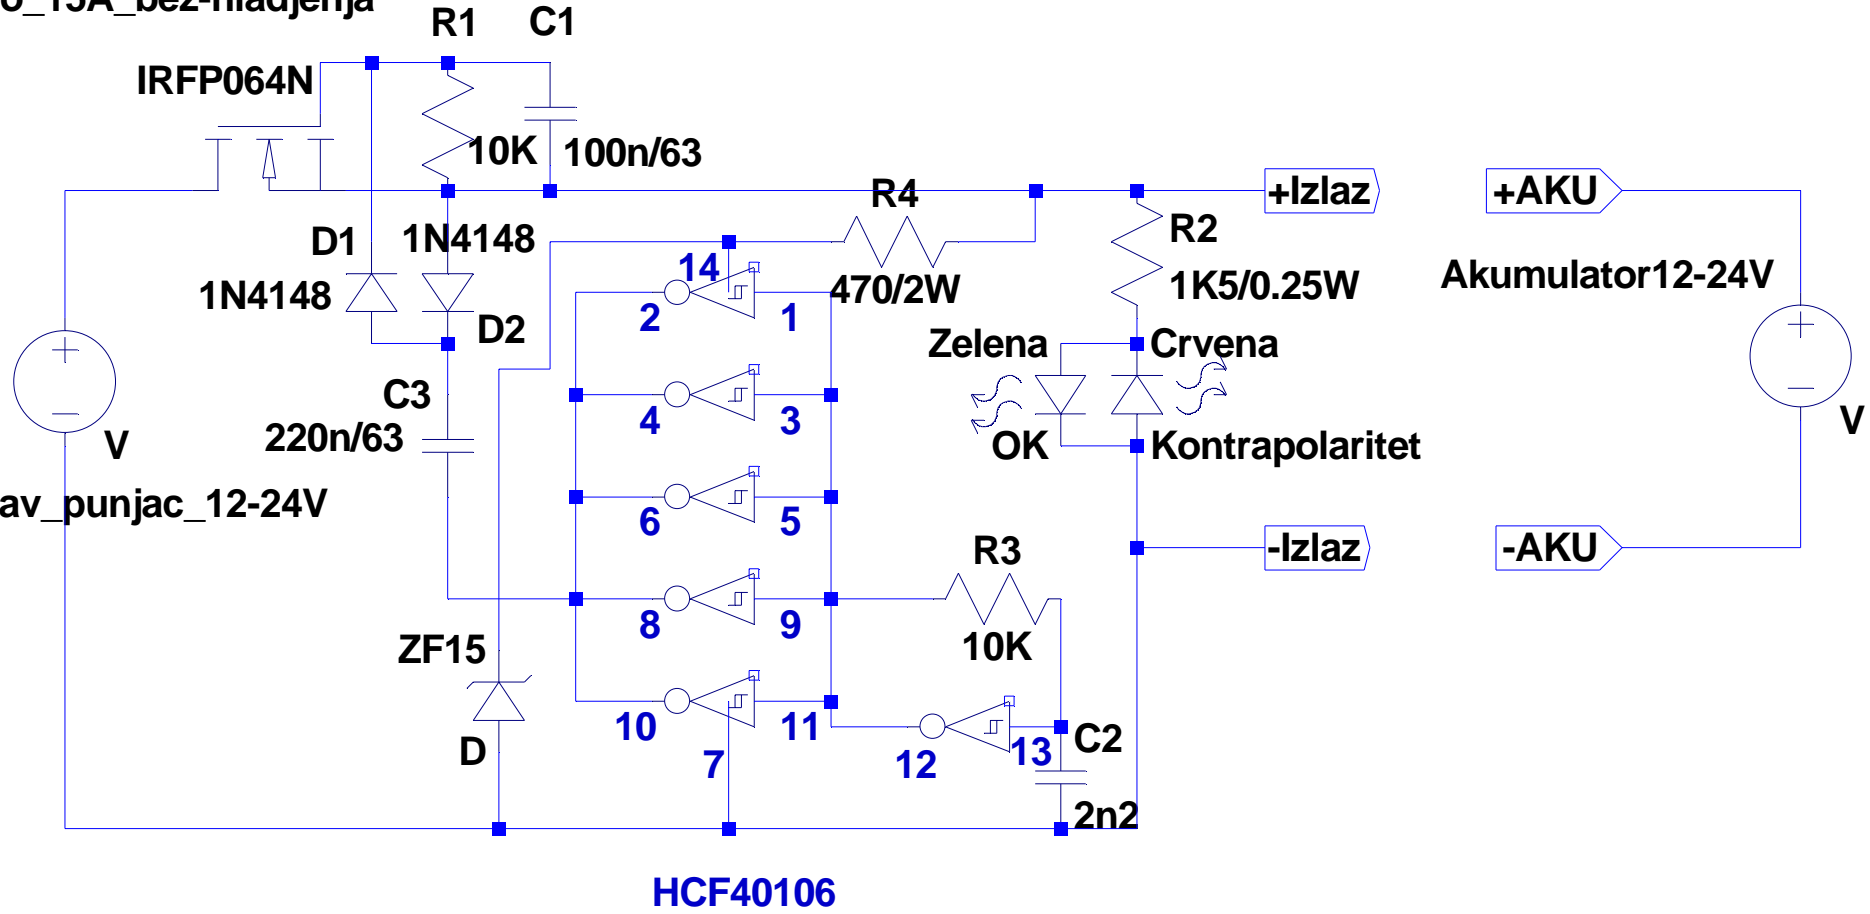 R1
C1
IRFP064N
10K
100n/63
R4
+Izlaz
+AKU
D1
1N4148
R2
14
1N4148
470/2W
1K5/0.25W
Akumulator12-24V
2
1
D2
Zelena
Crvena
C3
4
3
V
220n/63
V
OK
Kontrapolaritet
av_punjac_12-24V
6
5
R3
-Izlaz
-AKU
8
9
ZF15
10K
10
11
D
7
12
13
C2
2n2
HCF40106